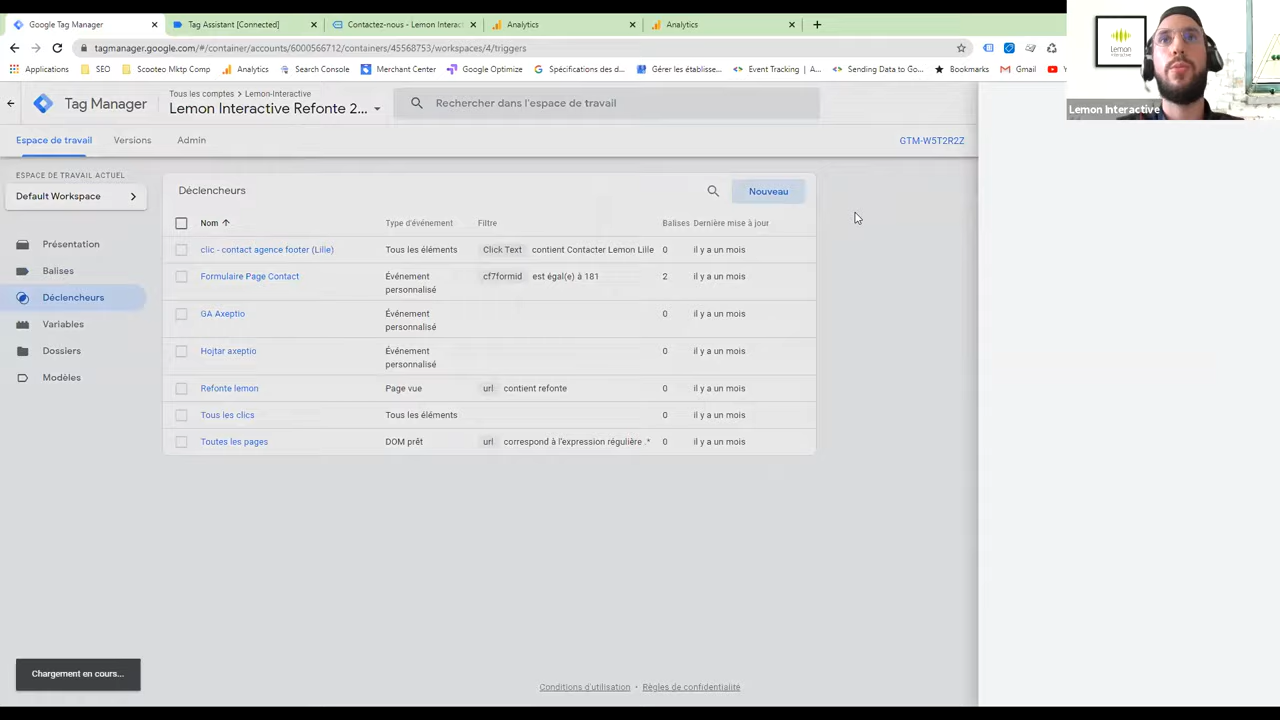 Google Tag Manager
Tag Assistant [Connected]
Contactez-nous - Lemon Interac
Analytics
Analytics
tagmanager.google.com/#/container/accounts/6000566712/containers/45568753/workspaces/4/triggers
Applications
SEO
Scooteo Mktp Comp
Analytics
Search Console
Merchant Center
Google Optimize
Spécifications des d...
Gérer les établisse...
Event Tracking | A...
Sending Data to Go...
Bookmarks
Gmail
Lemon
Lemon Interactive
Tag Manager
Tous les comptes > Lemon-Interactive
Lemon Interactive Refonte 2...
Rechercher dans l'espace de travail
Espace de travail
Versions
Admin
GTM-W5T2R2Z
ESPACE DE TRAVAIL ACTUEL
Default Workspace
Présentation
Balises
Déclencheurs
Variables
Dossiers
Modèles
Déclencheurs
Nouveau
Nom
Type d'événement
Filtre
Balises
Dernière mise à jour
clic - contact agence footer (Lille)
Tous les éléments
Click Text contient Contacter Lemon Lille
0
il y a un mois
Formulaire Page Contact
Événement
personnalisé
cf7formid est égal(e) à 181
2
il y a un mois
GA Axeptio
Événement
personnalisé
0
il y a un mois
Hojtar axeptio
Événement
personnalisé
0
il y a un mois
Refonte lemon
Page vue
url contient refonte
0
il y a un mois
Tous les clics
Tous les éléments
0
il y a un mois
Toutes les pages
DOM prêt
url correspond à l'expression régulière .*
0
il y a un mois
Chargement en cours...
Conditions d'utilisation • Règles de confidentialité